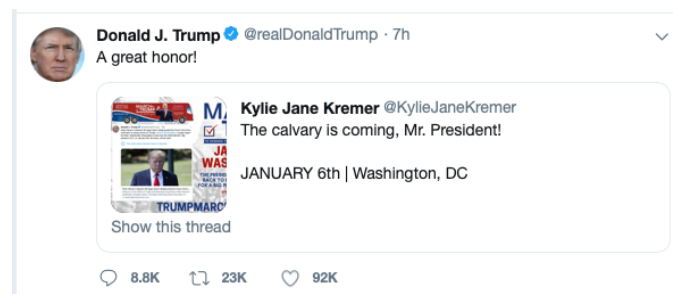 Donald J. Trump @realDonaldTrump · 7h
A great honor!
Kylie Jane Kremer @KylieJaneKremer
The calvary is coming, Mr. President!
JANUARY 6th | Washington, DC
TRUMPMARC
Show this thread
8.8K 23K 92K